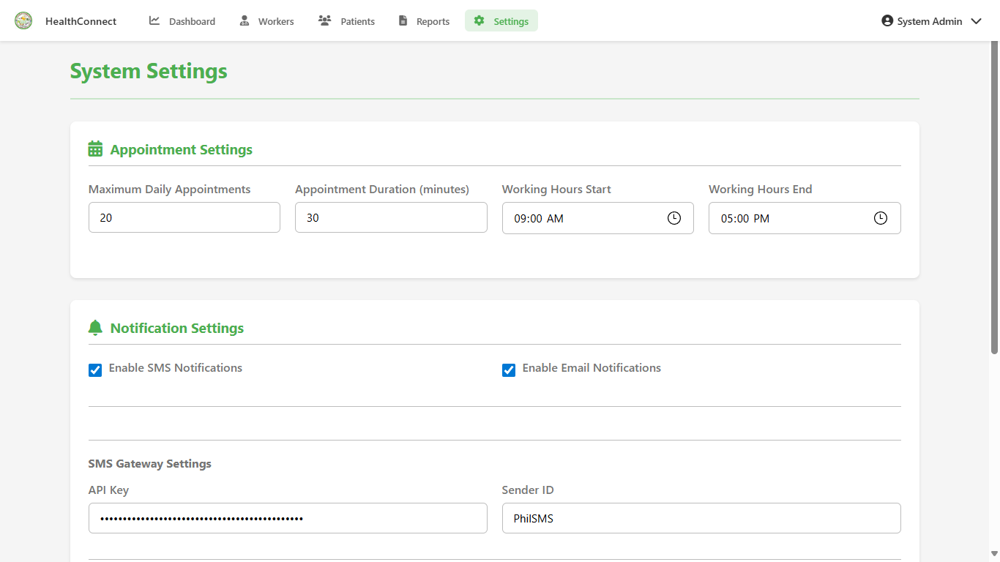 HealthConnect Dashboard Workers Patients Reports Settings System Admin
System Settings
Appointment Settings
Maximum Daily Appointments Appointment Duration (minutes) Working Hours Start Working Hours End
20 30 09:00 AM 05:00 PM
Notification Settings
Enable SMS Notifications Enable Email Notifications
SMS Gateway Settings
API Key Sender ID
PhilSMS